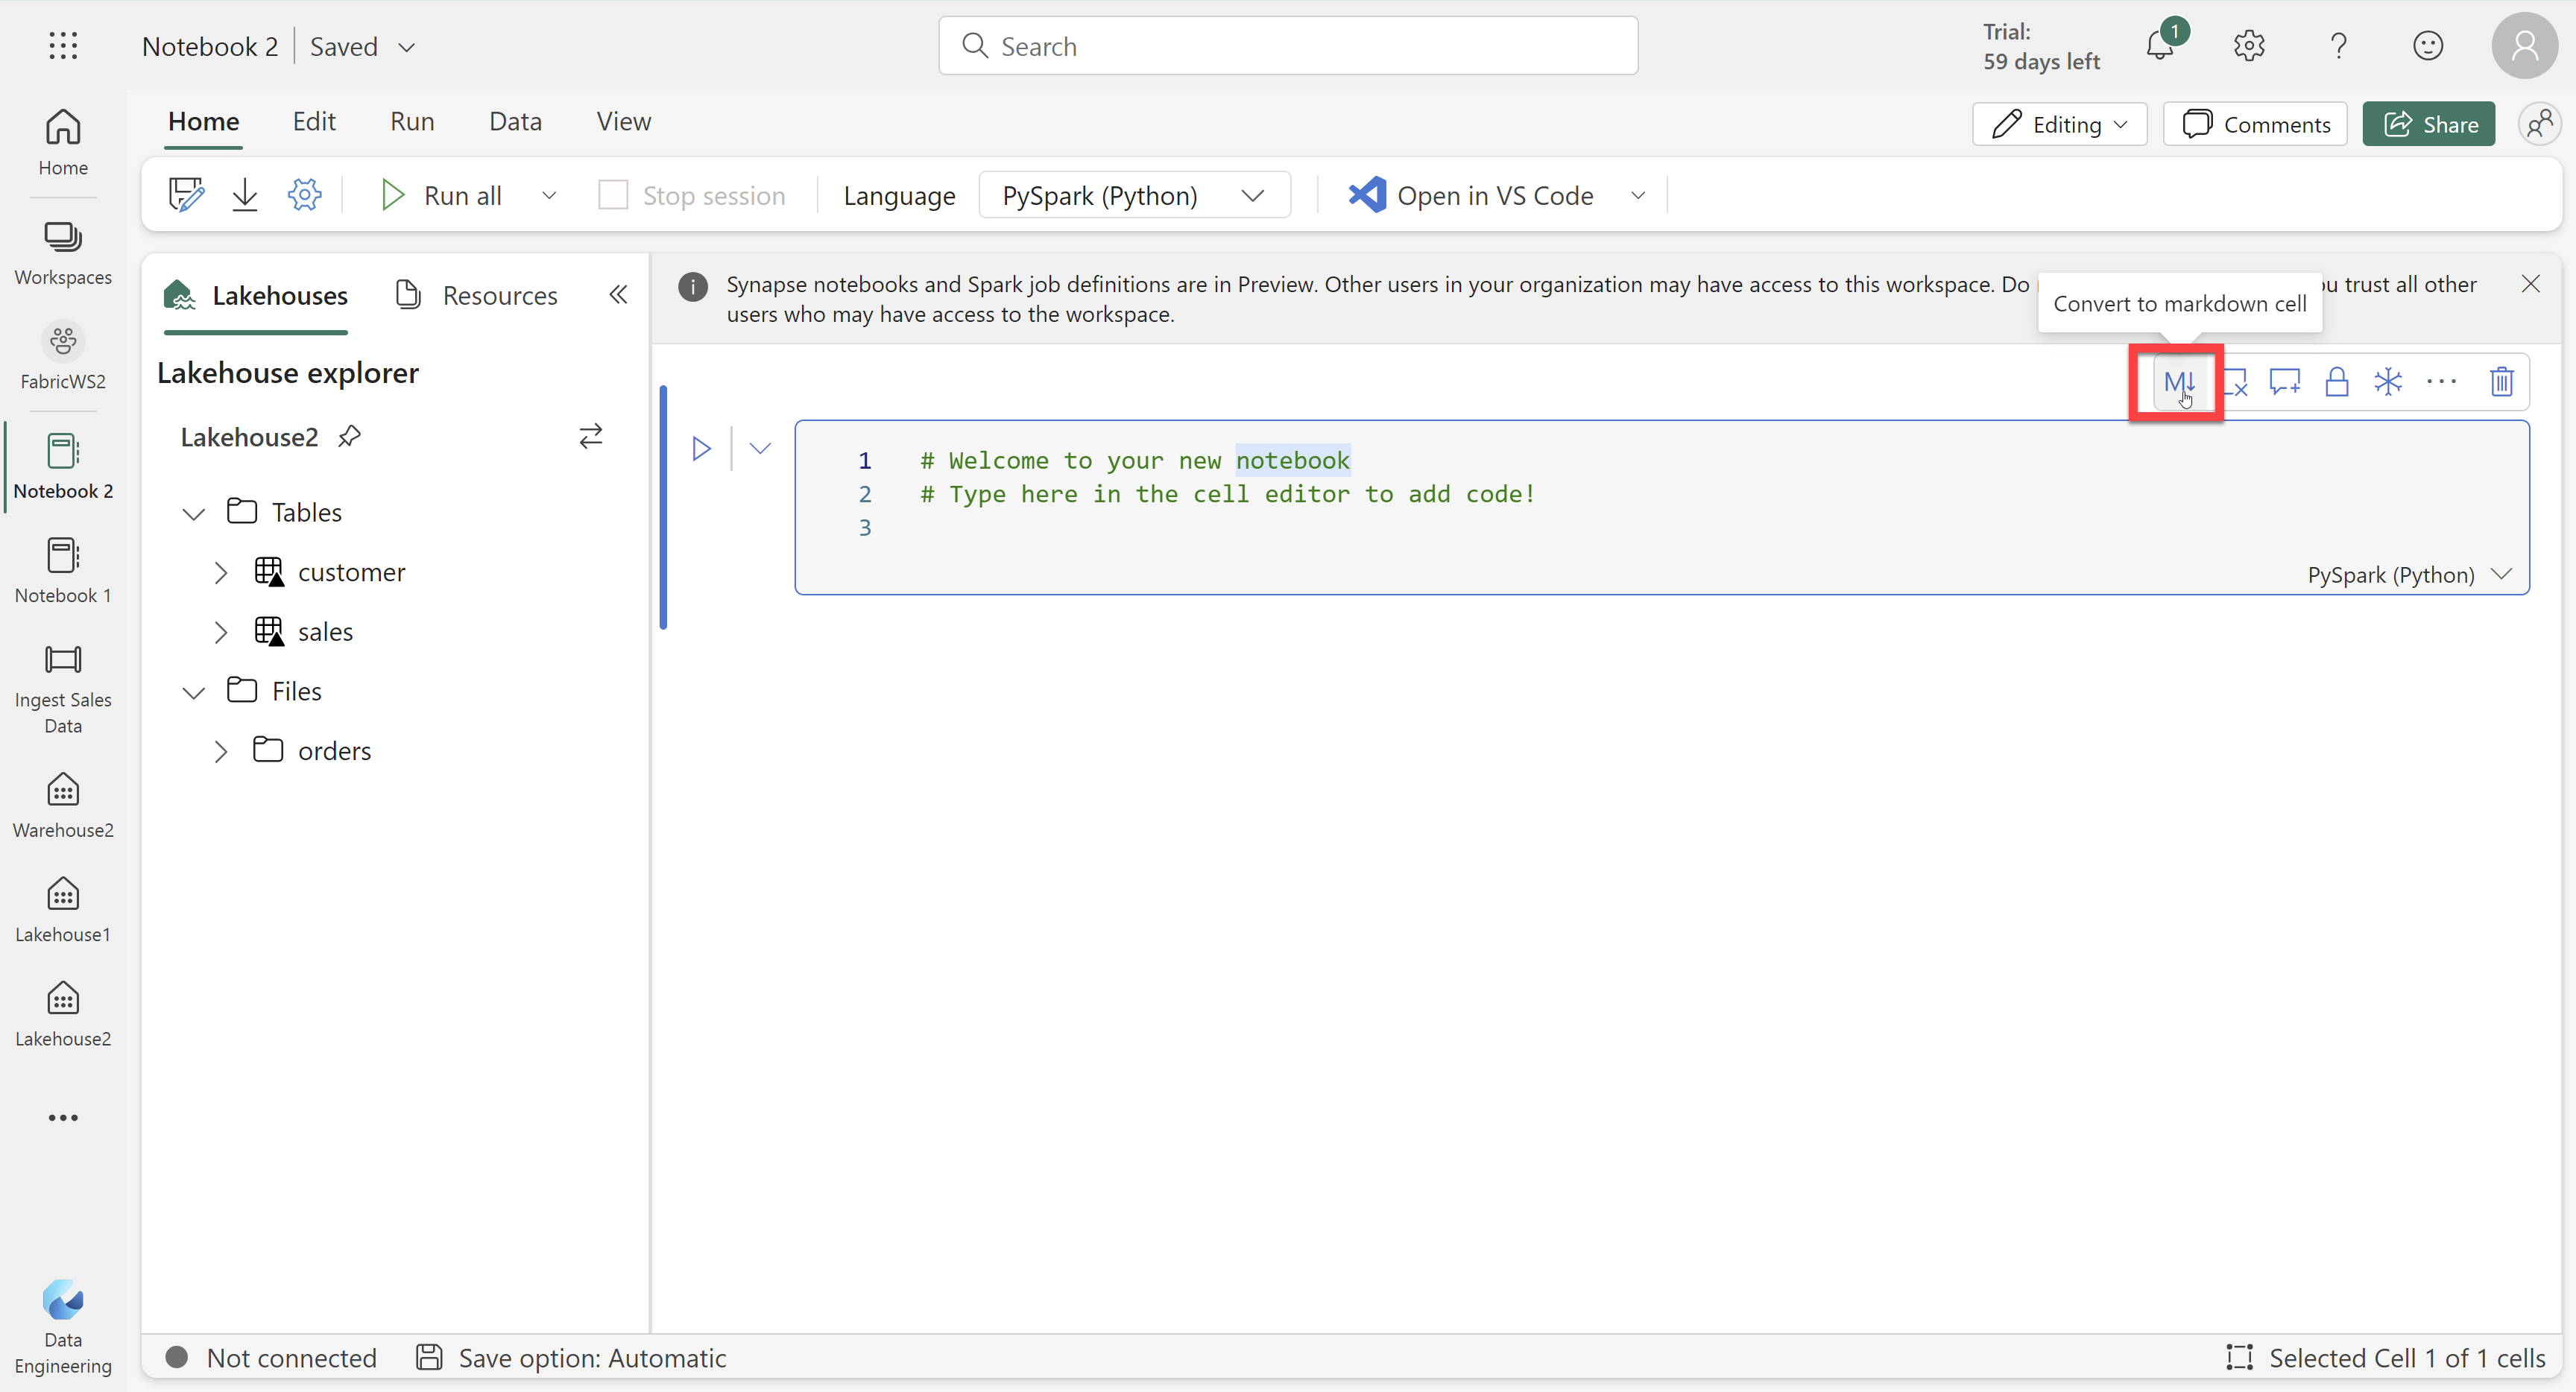 Notebook 2 Saved
Search
Trial:
59 days left
1
Home Edit Run Data View
Editing Comments Share
Run all Stop session Language PySpark (Python) Open in VS Code
Home
Workspaces
FabricWS2
Notebook 2
Notebook 1
Ingest Sales
Data
Warehouse2
Lakehouse1
Lakehouse2
Data
Engineering
Lakehouses Resources
Lakehouse explorer
Lakehouse2
Tables
customer
sales
Files
orders
Synapse notebooks and Spark job definitions are in Preview. Other users in your organization may have access to this workspace. Do u trust all other
users who may have access to the workspace.
Convert to markdown cell
M↓
1 # Welcome to your new notebook
2 # Type here in the cell editor to add code!
3
PySpark (Python)
Not connected Save option: Automatic
Selected Cell 1 of 1 cells